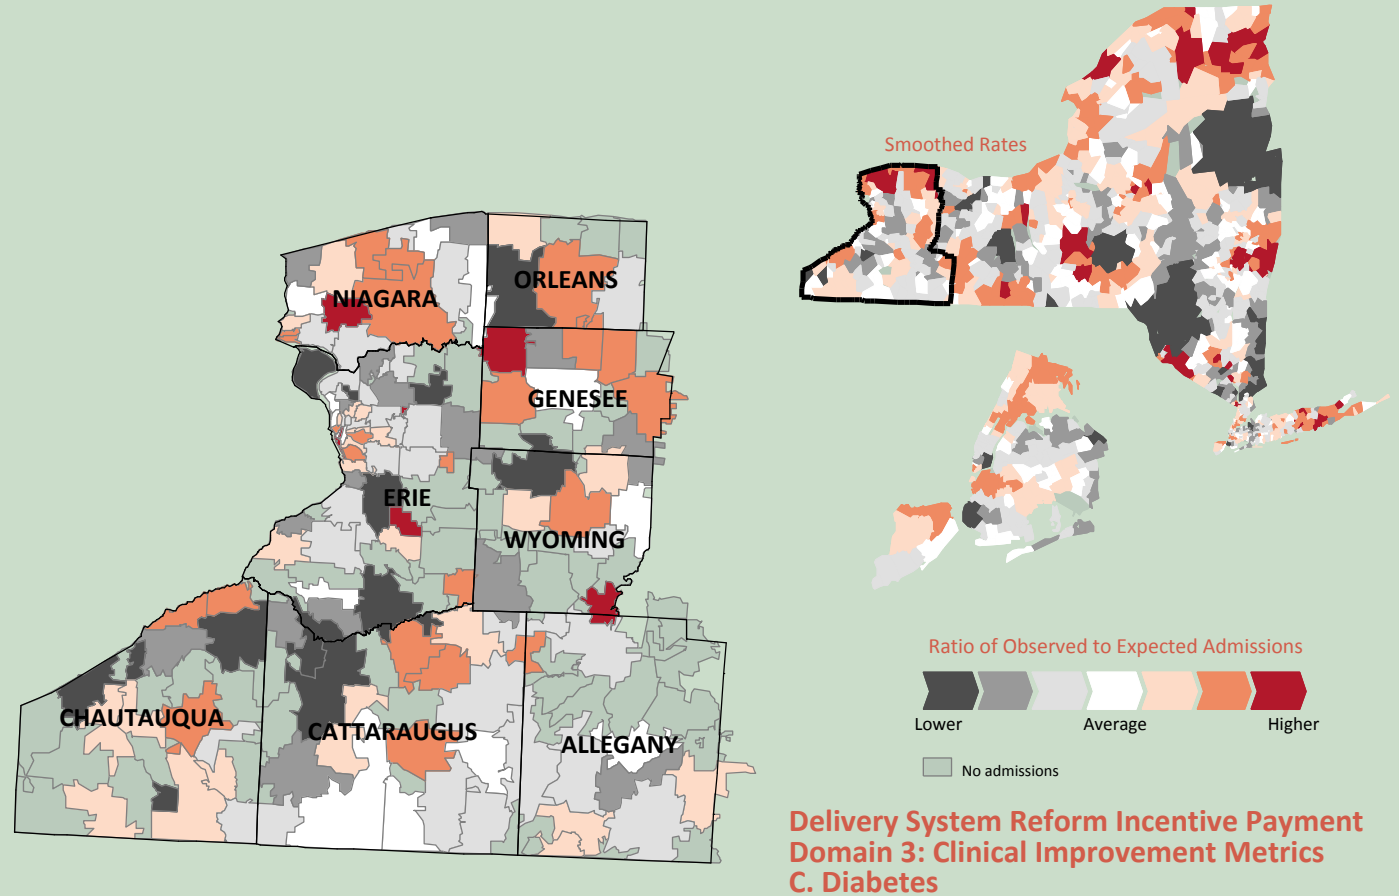 Smoothed Rates
ORLEANS
NIAGARA
GENESEE
ERIE
WYOMING
CHAUTAUQUA
CATTARAUGUS
ALLEGANY
Ratio of Observed to Expected Admissions
Lower Average Higher
No admissions
Delivery System Reform Incentive Payment
Domain 3: Clinical Improvement Metrics
C. Diabetes